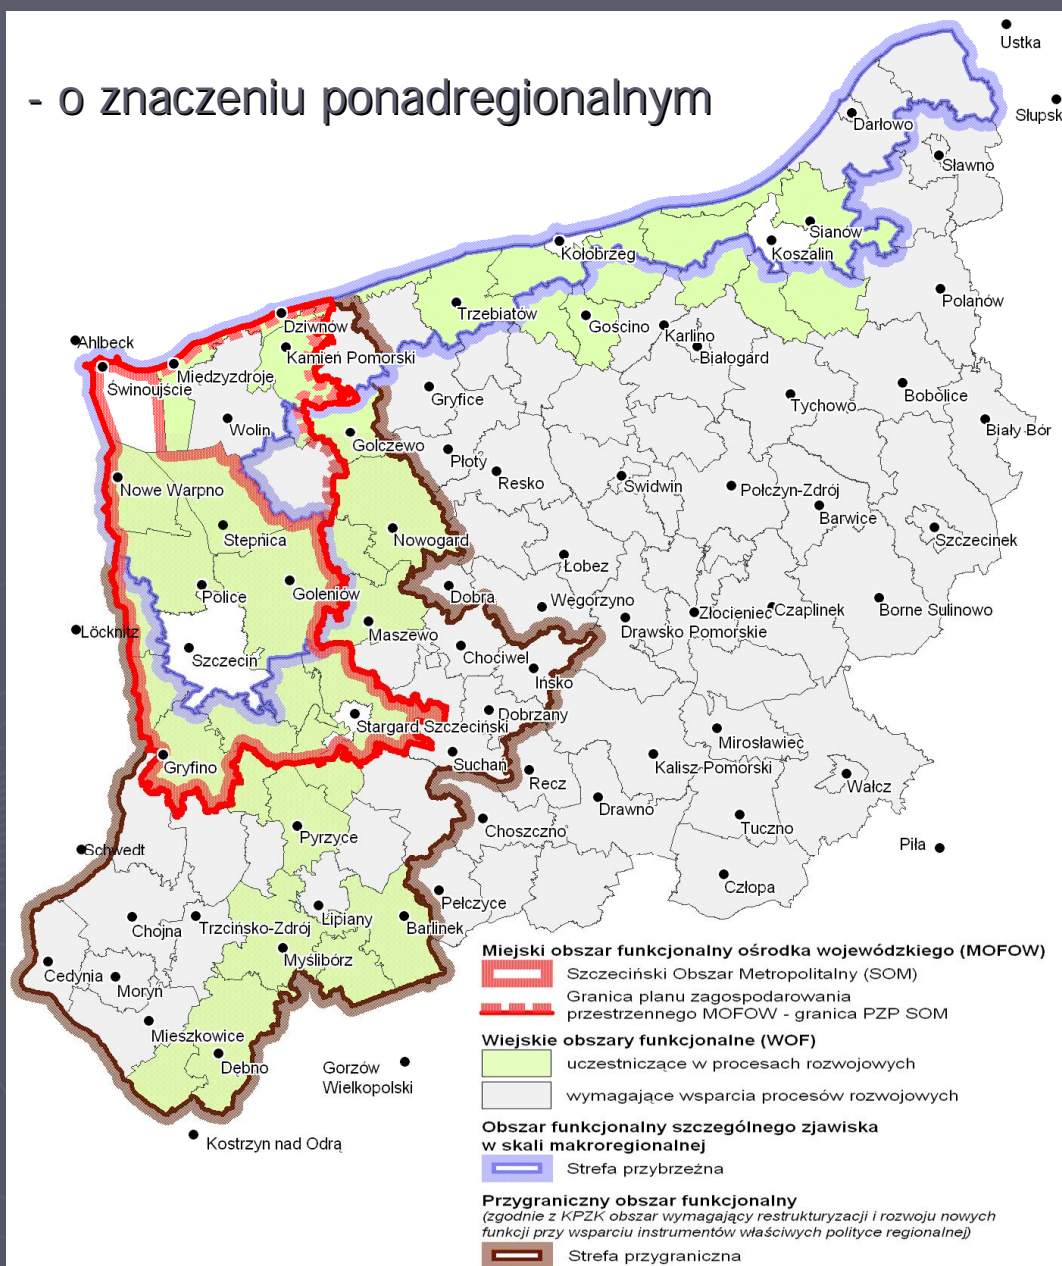 - o znaczeniu ponadregionalnym
Ustka
Słupsk
Darłowo
Sławno
Sianów
Kołobrzeg
Koszalin
Polanów
Trzebiatów
Dziwnów
Gościno
Karlino
Ahlbeck
Kamień Pomorski
Białogard
Międzyzdroje
Świnoujście
Gryfice
Tychowo
Bobolice
Wolin
Biały Bór
Golczewo
Płoty
Resko
Świdwin
Połczyn-Zdrój
Nowe Warpno
Barwice
Stepnica
Nowogard
Szczecinek
Łobez
Police
Goleniów
Dobra
Węgorzyno
Złocieniec
Czaplinek
Borne Sulinowo
Löcknitz
Maszewo
Drawsko Pomorskie
Szczecin
Chociwel
Ińsko
Dobrzany
Stargard Szczeciński
Mirosławiec
Gryfino
Suchań
Kalisz Pomorski
Recz
Wałcz
Drawno
Choszczno
Tuczno
Pyrzyce
Schwedt
Piła
Człopa
Pełczyce
Lipiany
Chojna
Trzcińsko-Zdrój
Barlinek
Myślibórz
Cedynia
Moryń
Mieszkowice
Dębno
Gorzów
Wielkopolski
Kostrzyn nad Odrą
Miejski obszar funkcjonalny ośrodka wojewódzkiego (MOFOW)
Szczeciński Obszar Metropolitalny (SOM)
Granica planu zagospodarowania
przestrzennego MOFOW - granica PZP SOM
Wiejskie obszary funkcjonalne (WOF)
uczestniczące w procesach rozwojowych
wymagające wsparcia procesów rozwojowych
Obszar funkcjonalny szczególnego zjawiska
w skali makroregionalnej
Strefa przybrzeżna
Przygraniczny obszar funkcjonalny
(zgodnie z KPZK obszar wymagający restrukturyzacji i rozwoju nowych
funkcji przy wsparciu instrumentów właściwych polityce regionalnej)
Strefa przygraniczna